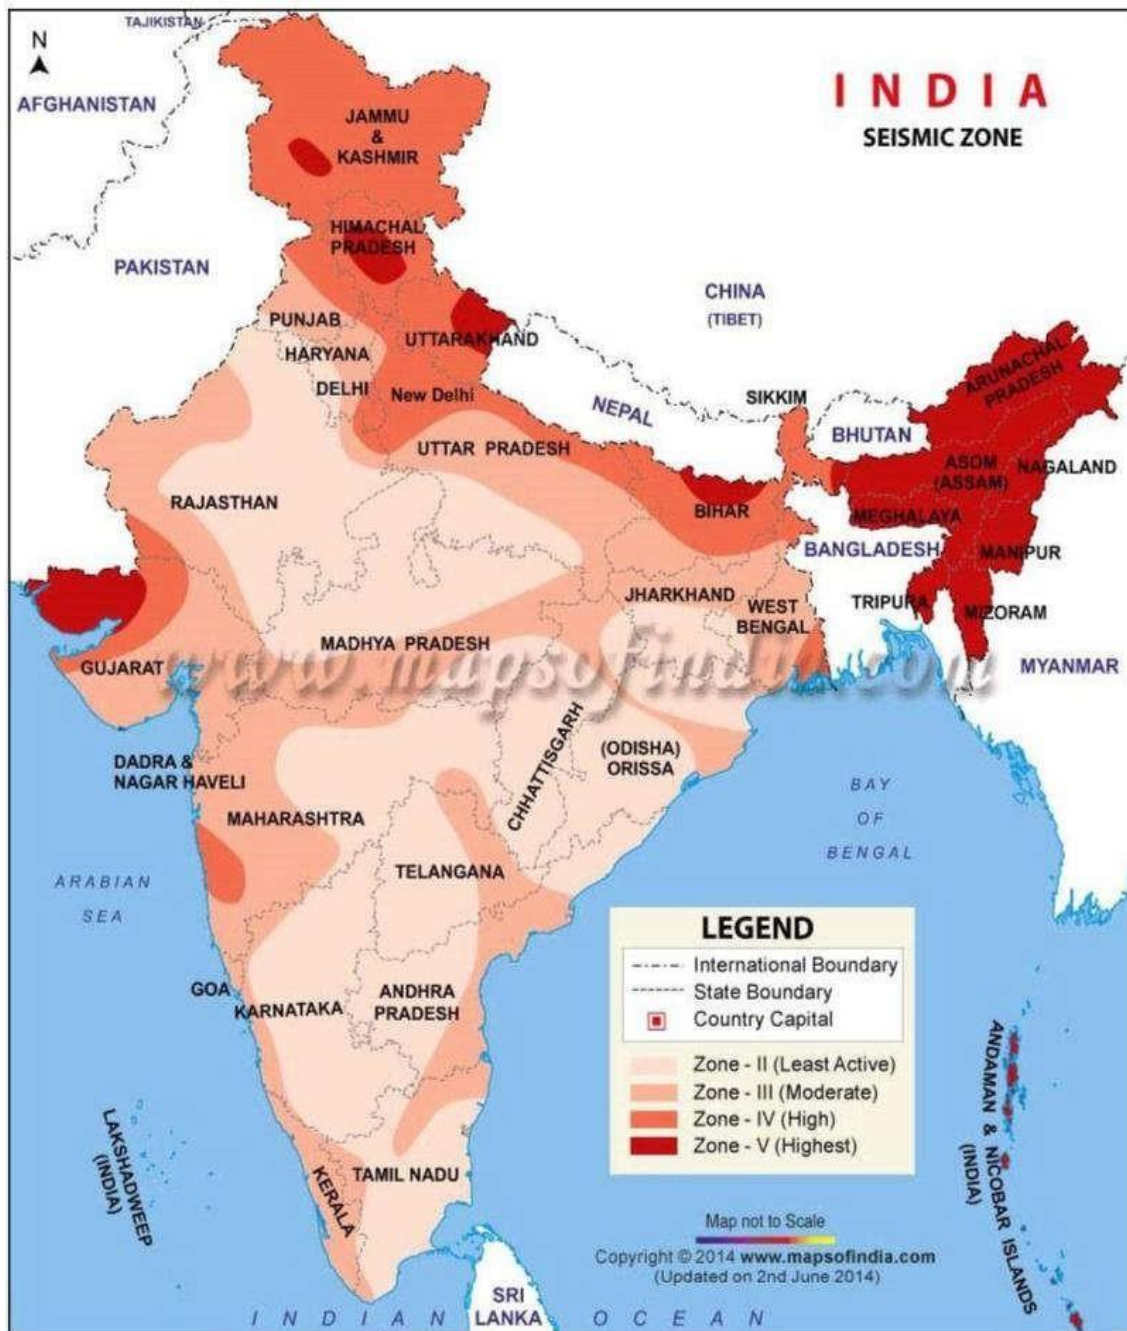 TAJIKISTAN
N
AFGHANISTAN
INDIA
SEISMIC ZONE
JAMMU
&
KASHMIR
HIMACHAL
PRADESH
PAKISTAN
CHINA
(TIBET)
PUNJAB
UTTARAKHAND
HARYANA
DELHI
New Delhi
NEPAL
SIKKIM
ARUNACHAL
PRADESH
BHUTAN
UTTAR PRADESH
ASOM
(ASSAM)
NAGALAND
RAJASTHAN
BIHAR
MEGHALAYA
BANGLADESH
MANIPUR
JHARKHAND
WEST
BENGAL
TRIPURA
MIZORAM
MADHYA PRADESH
www.mapsofindia.com
GUJARAT
MYANMAR
DADRA &
NAGAR HAVELI
CHHATTISGARH
(ODISHA)
ORISSA
BAY
OF
BENGAL
MAHARASHTRA
TELANGANA
ARABIAN
SEA
GOA
KARNATAKA
ANDHRA
PRADESH
LEGEND
International Boundary
State Boundary
Country Capital
Zone - II (Least Active)
Zone - III (Moderate)
Zone - IV (High)
Zone - V (Highest)
ANDAMAN & NICOBAR ISLANDS
(INDIA)
LAKSHADWEEP
(INDIA)
KERALA
TAMIL NADU
Map not to Scale
Copyright © 2014 www.mapsofindia.com
(Updated on 2nd June 2014)
SRI
LANKA
INDIAN OCEAN